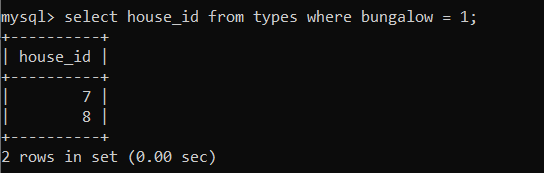 mysql> select house_id from types where bungalow = 1;
+----------+
| house_id |
+----------+
|        7 |
|        8 |
+----------+
2 rows in set (0.00 sec)